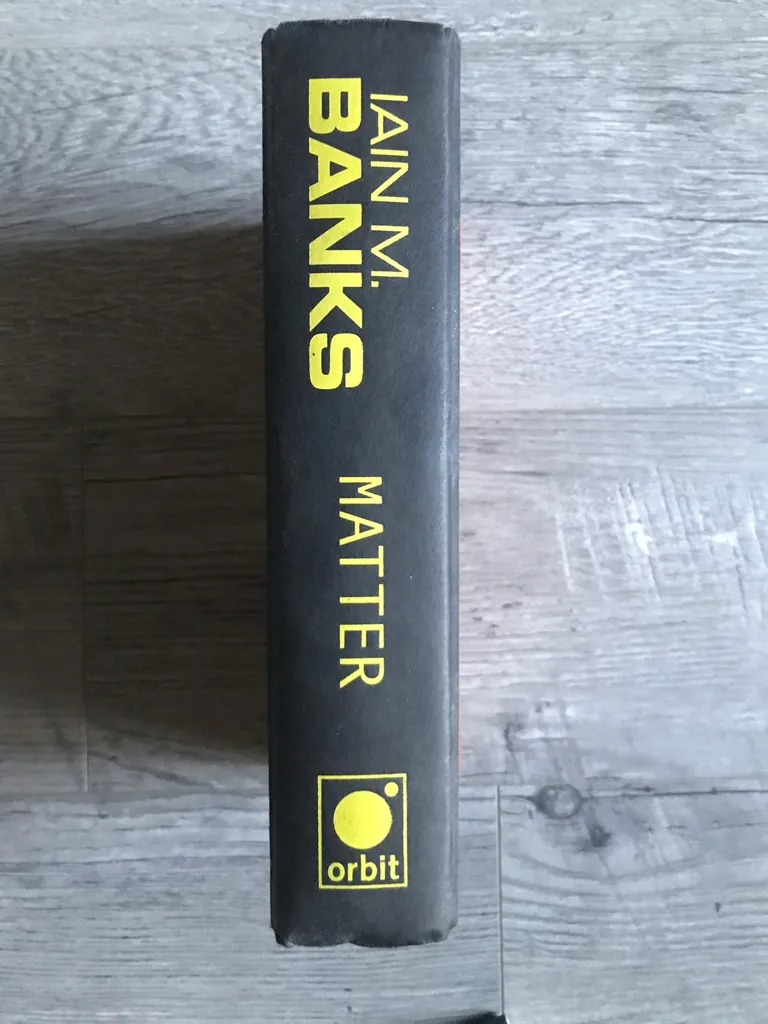 IAIN M.
BANKS
MATTER
orbit